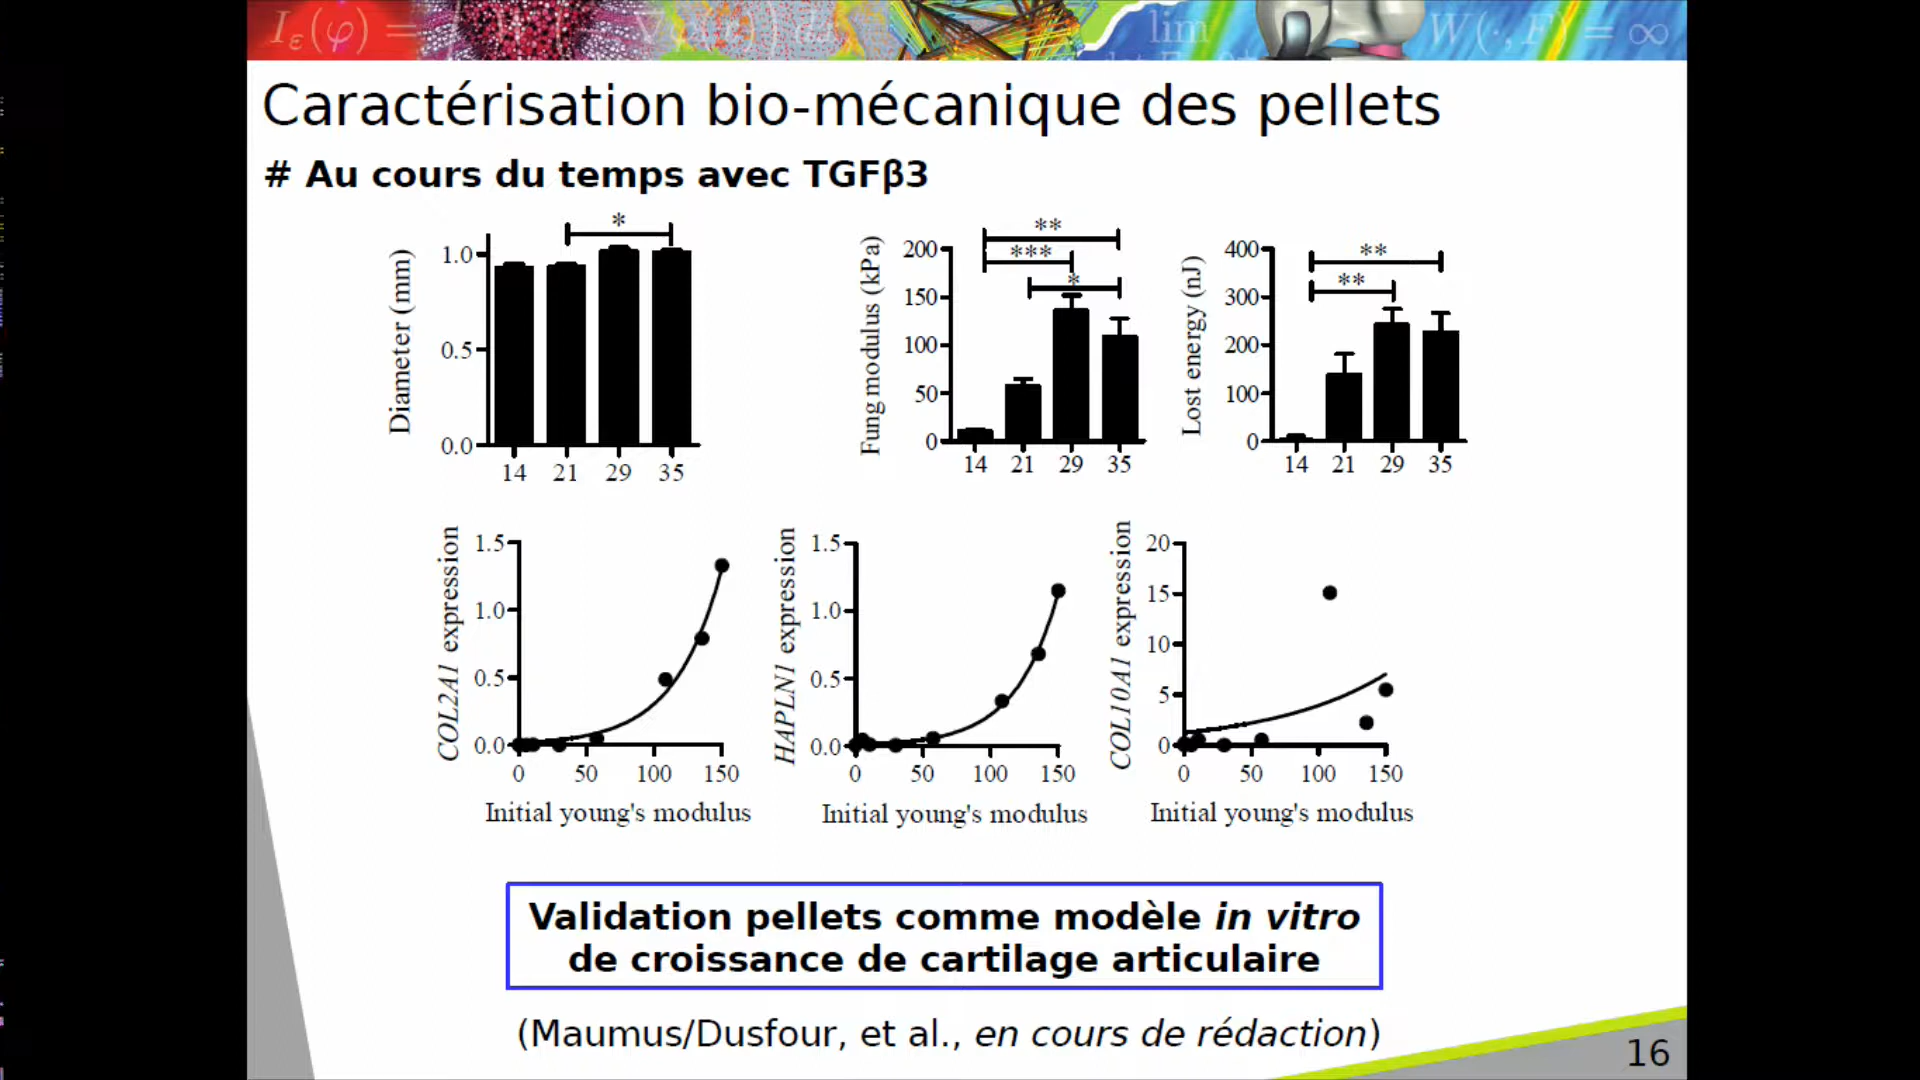 Caractérisation bio-mécanique des pellets
# Au cours du temps avec TGFβ3
Diameter (mm)
1.0
0.5
0.0
*
14 21 29 35
Fung modulus (kPa)
200
150
100
50
0
**
***
*
14 21 29 35
Lost energy (nJ)
400
300
200
100
0
**
**
14 21 29 35
COL2A1 expression
1.5
1.0
0.5
0.0
0 50 100 150
Initial young's modulus
HAPLN1 expression
1.5
1.0
0.5
0.0
0 50 100 150
Initial young's modulus
COL10A1 expression
20
15
10
5
0
0 50 100 150
Initial young's modulus
Validation pellets comme modèle in vitro
de croissance de cartilage articulaire
(Maumus/Dusfour, et al., en cours de rédaction)
16